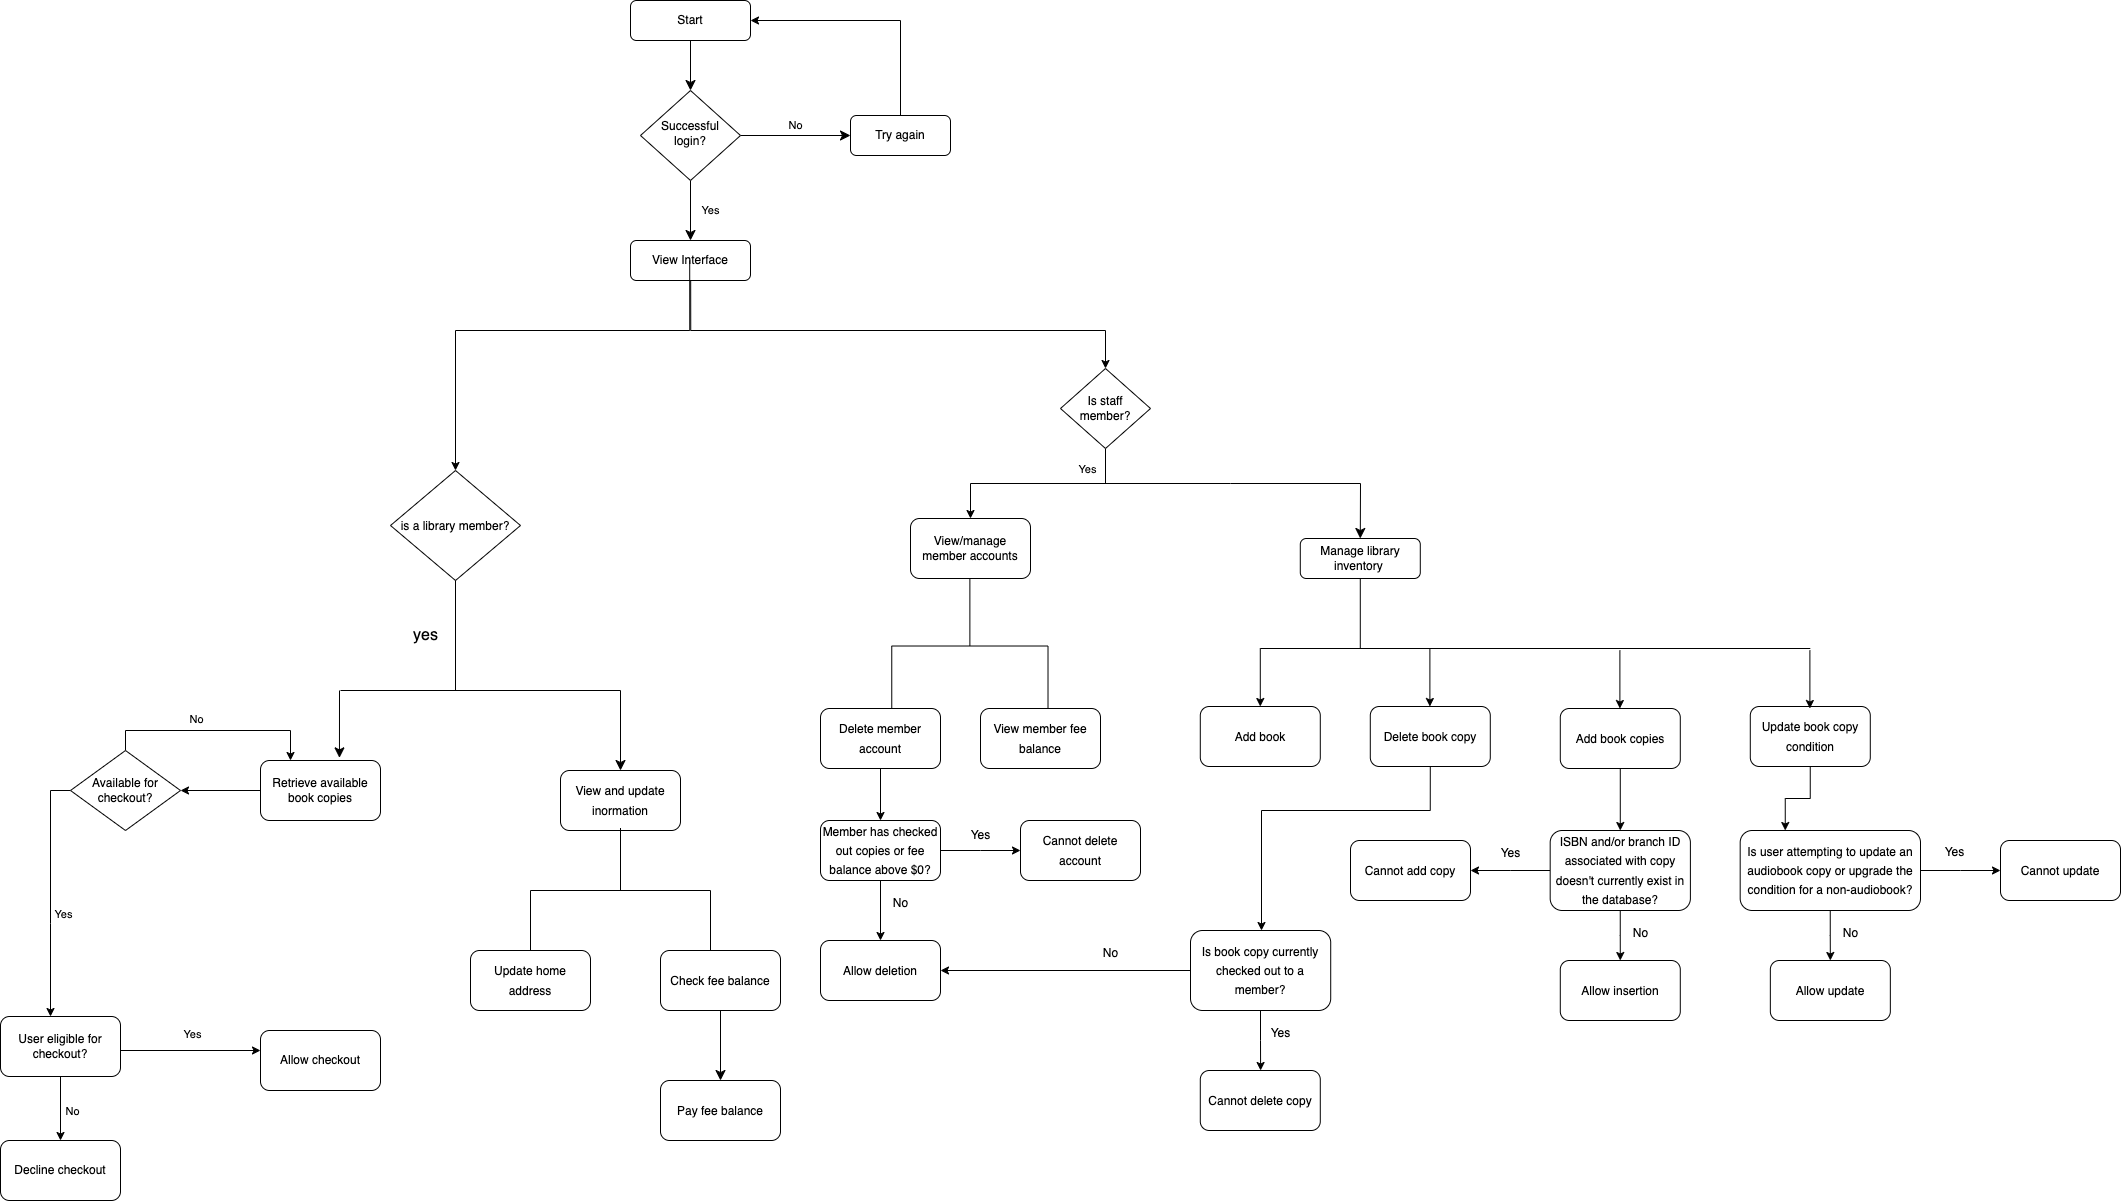 Start
Successful
login?
No
Try again
Yes
View Interface
Is staff
member?
Yes
is a library member?
yes
View/manage
member accounts
Manage library
inventory
No
Available for
checkout?
Retrieve available
book copies
View and update
inormation
Delete member
account
View member fee
balance
Add book
Delete book copy
Add book copies
Update book copy
condition
Member has checked
out copies or fee
balance above $0?
Yes
Cannot delete
account
Cannot add copy
Yes
ISBN and/or branch ID
associated with copy
doesn't currently exist in
the database?
Is user attempting to update an
audiobook copy or upgrade the
condition for a non-audiobook?
Yes
Cannot update
Yes
No
No
No
Update home
address
Check fee balance
Allow deletion
No
Is book copy currently
checked out to a
member?
Allow insertion
Allow update
User eligible for
checkout?
Yes
Allow checkout
Yes
No
Pay fee balance
Cannot delete copy
Decline checkout